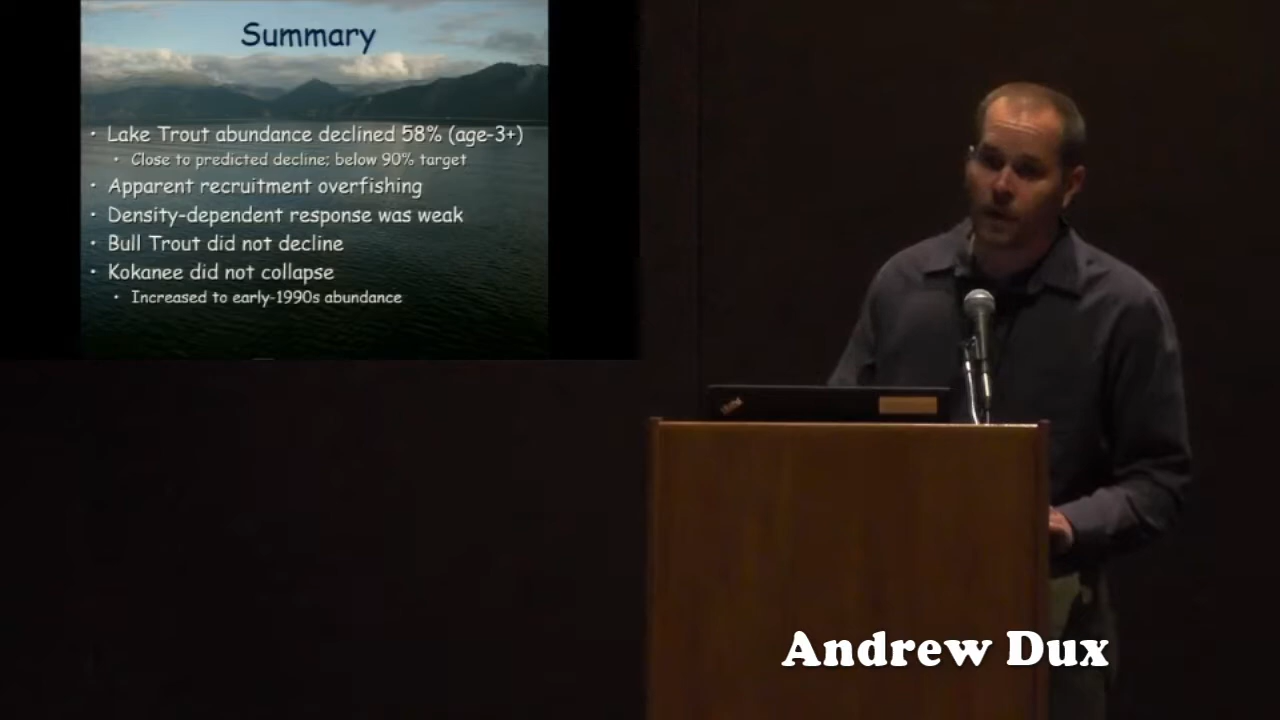 Summary
• Lake Trout abundance declined 58% (age-3+)
• Close to predicted decline; below 90% target
• Apparent recruitment overfishing
• Density-dependent response was weak
• Bull Trout did not decline
• Kokanee did not collapse
• Increased to early-1990s abundance
Think
Andrew Dux